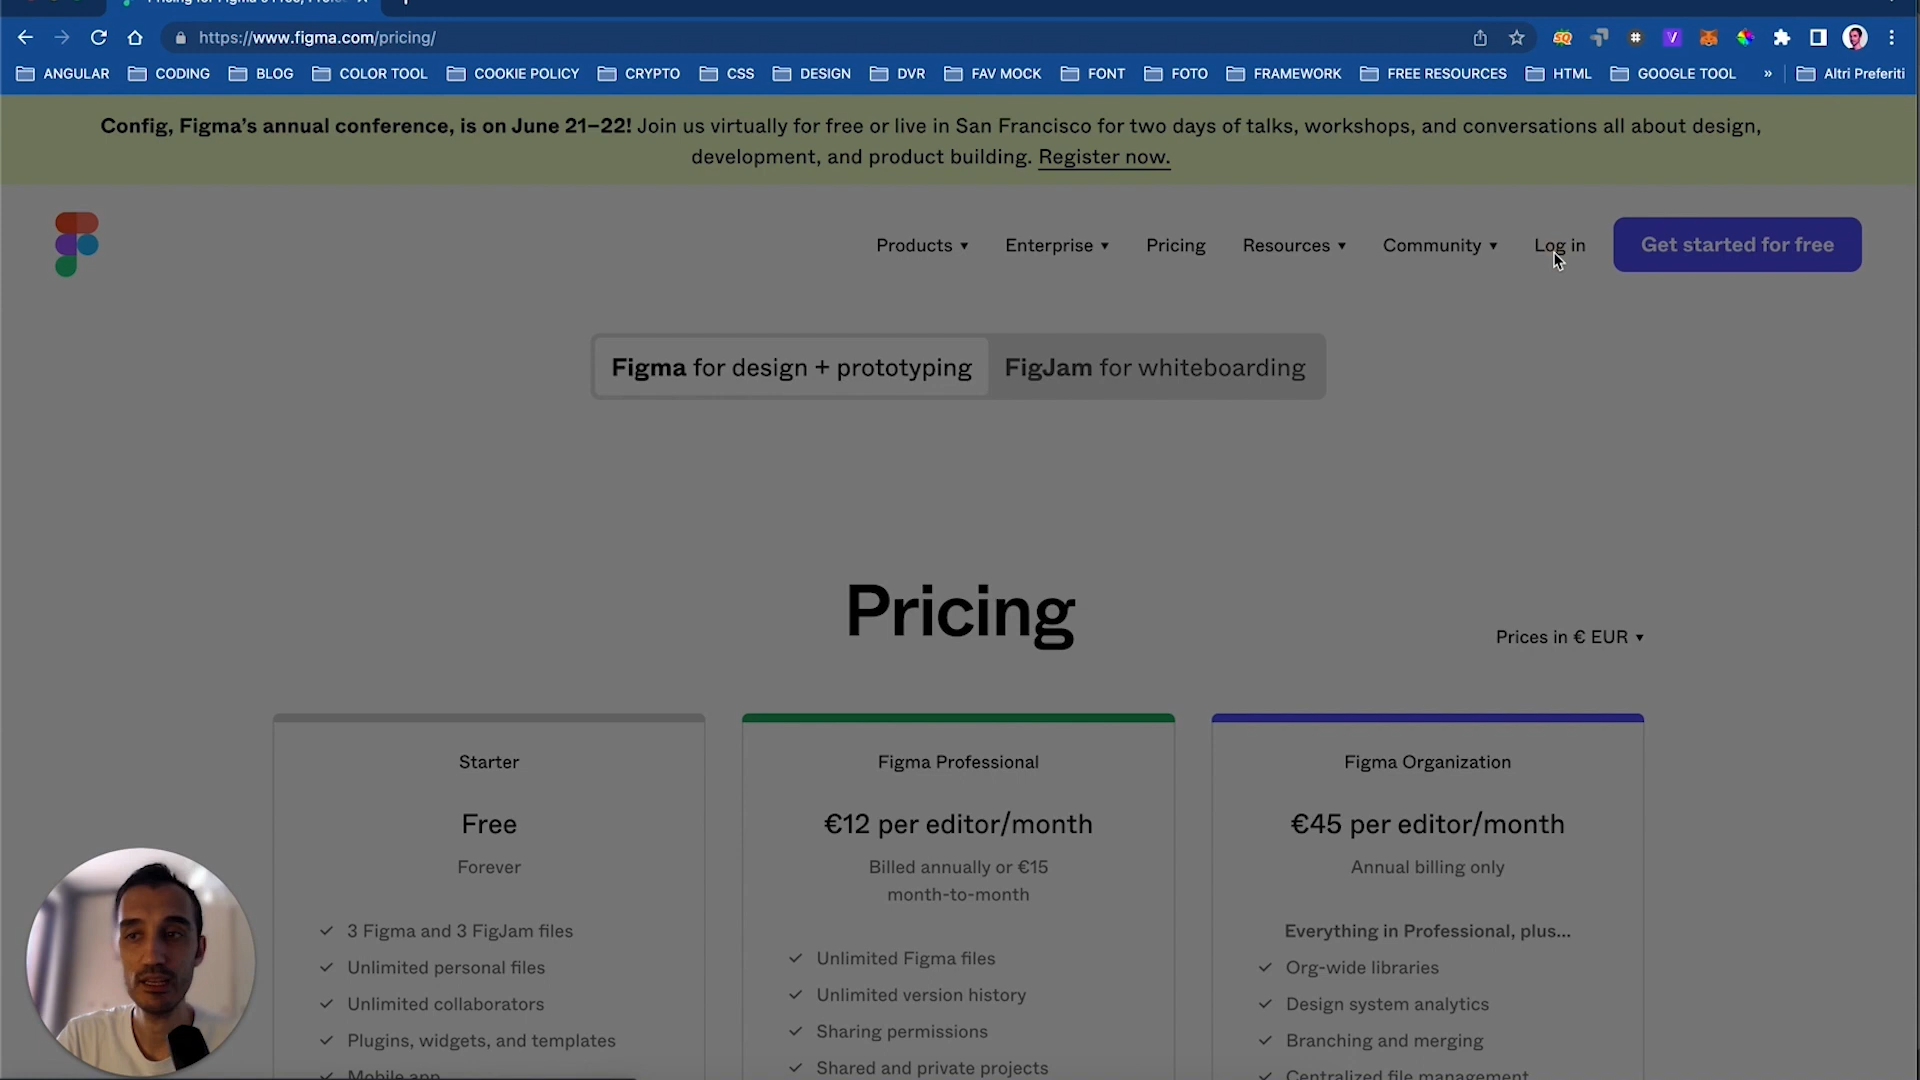 https://www.figma.com/pricing/
ANGULAR CODING BLOG COLOR TOOL COOKIE POLICY CRYPTO CSS DESIGN DVR FAV MOCK FONT FOTO FRAMEWORK FREE RESOURCES HTML GOOGLE TOOL » Altri Preferiti
Config, Figma's annual conference, is on June 21–22! Join us virtually for free or live in San Francisco for two days of talks, workshops, and conversations all about design,
development, and product building. Register now.
Products Enterprise Pricing Resources Community Log in Get started for free
Figma for design + prototyping FigJam for whiteboarding
Pricing
Prices in € EUR
Starter
Free
Forever
3 Figma and 3 FigJam files
Unlimited personal files
Unlimited collaborators
Plugins, widgets, and templates
Mobile app
Figma Professional
€12 per editor/month
Billed annually or €15
month-to-month
Unlimited Figma files
Unlimited version history
Sharing permissions
Shared and private projects
Figma Organization
€45 per editor/month
Annual billing only
Everything in Professional, plus...
Org-wide libraries
Design system analytics
Branching and merging
Centralized file management